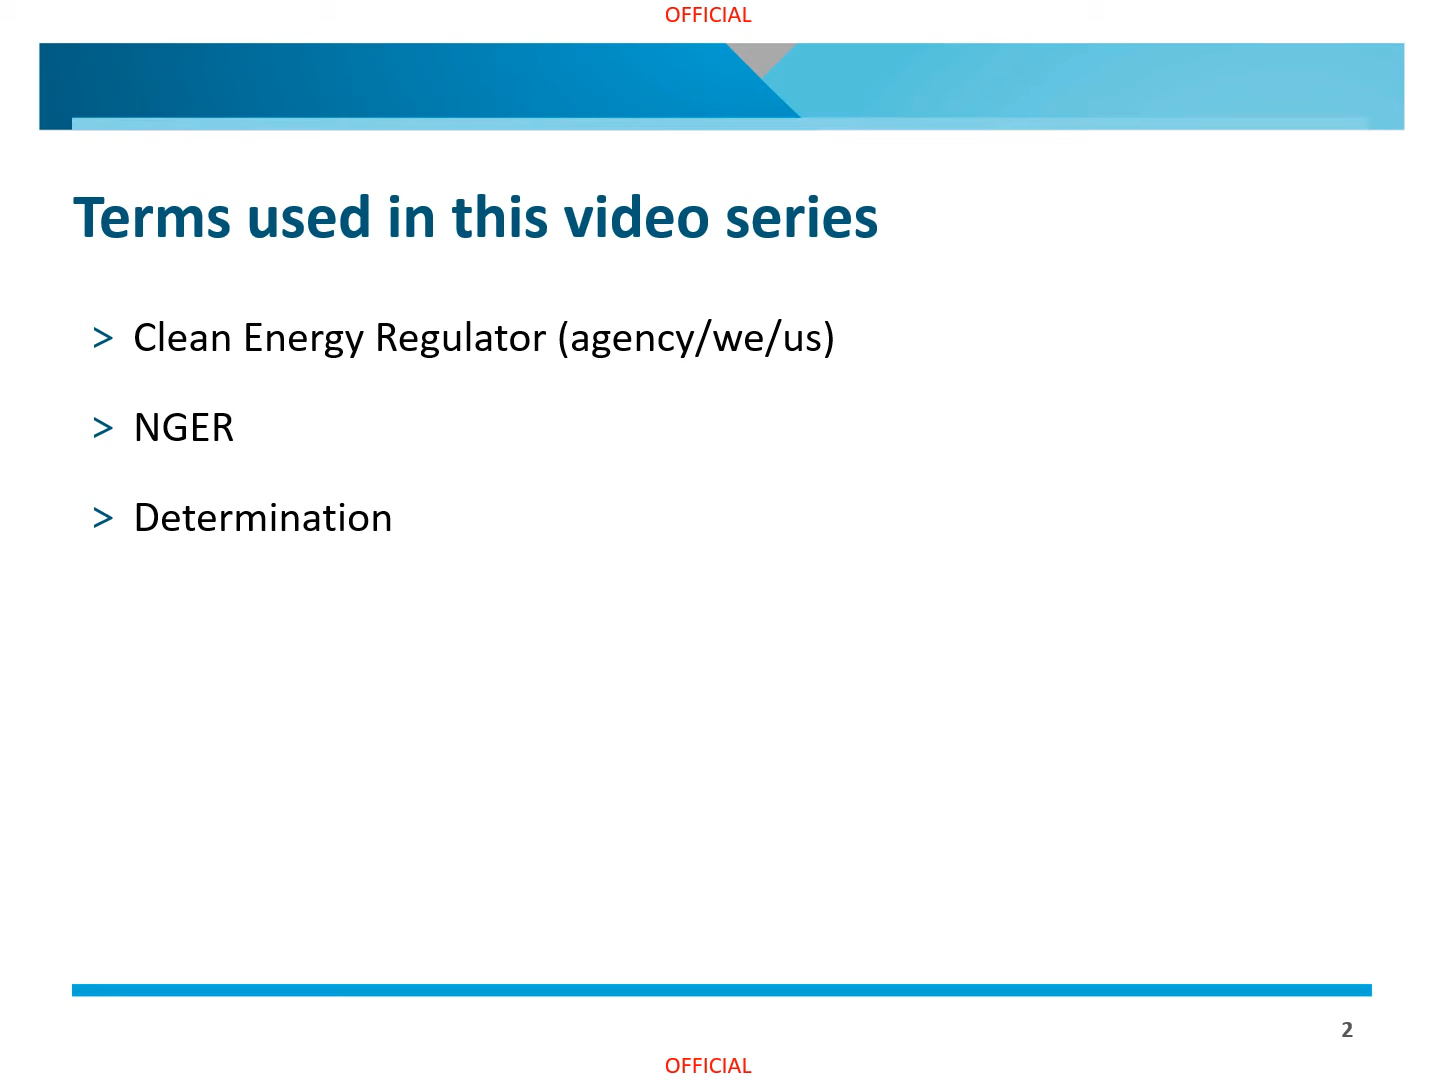 OFFICIAL
Terms used in this video series
> Clean Energy Regulator (agency/we/us)
> NGER
> Determination
2
OFFICIAL